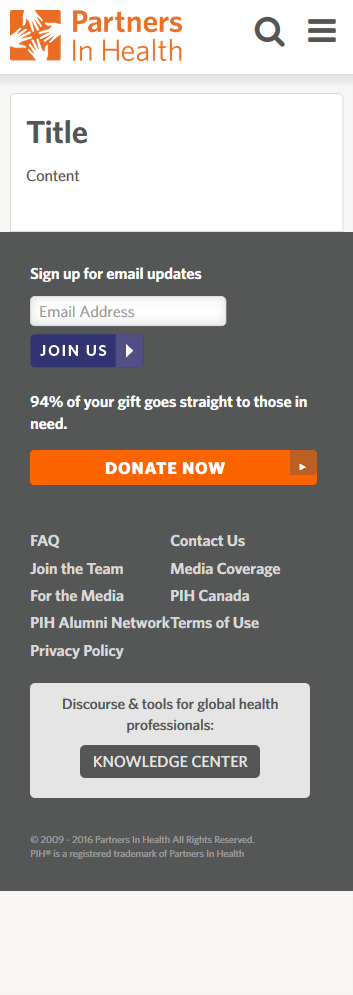 Partners
In Health
Title
Content
Sign up for email updates
Email Address
JOIN US
94% of your gift goes straight to those in
need.
DONATE NOW
FAQ
Contact Us
Join the Team
Media Coverage
For the Media
PIH Canada
PIH Alumni Network
Terms of Use
Privacy Policy
Discourse & tools for global health
professionals:
KNOWLEDGE CENTER
© 2009 - 2016 Partners In Health All Rights Reserved.
PIH® is a registered trademark of Partners In Health